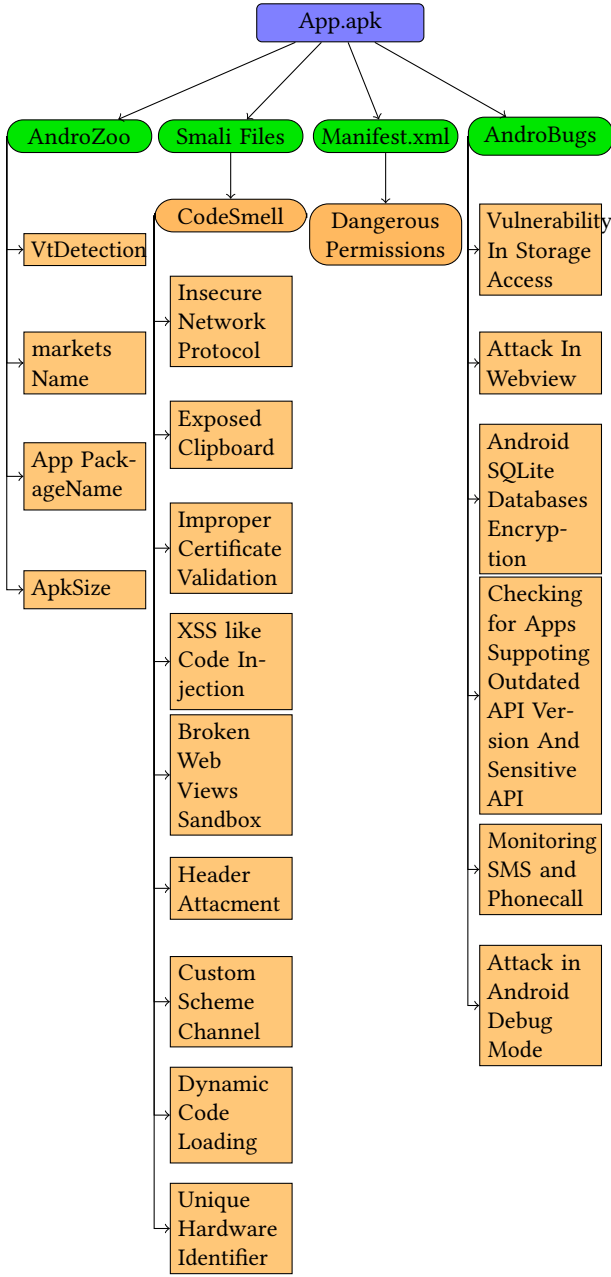 App.apk
AndroZoo
Smali Files
Manifest.xml
AndroBugs
VtDetection
markets
Name
App Pack-
ageName
ApkSize
CodeSmell
Insecure
Network
Protocol
Exposed
Clipboard
Improper
Certificate
Validation
XSS like
Code In-
jection
Broken
Web
Views
Sandbox
Header
Attacment
Custom
Scheme
Channel
Dynamic
Code
Loading
Unique
Hardware
Identifier
Dangerous
Permissions
Vulnerability
In Storage
Access
Attack In
Webview
Android
SQLite
Databases
Encryp-
tion
Checking
for Apps
Suppoting
Outdated
API Ver-
sion And
Sensitive
API
Monitoring
SMS and
Phonecall
Attack in
Android
Debug
Mode